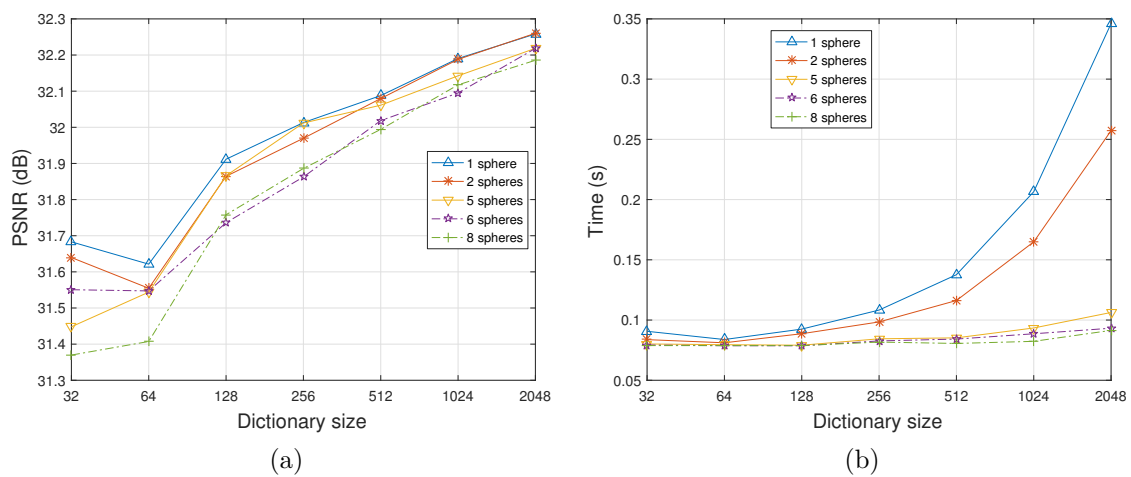 32.3
32.2
32.1
32
31.9
31.8
31.7
31.6
31.5
31.4
31.3
PSNR (dB)
1 sphere
2 spheres
5 spheres
6 spheres
8 spheres
32 64 128 256 512 1024 2048
Dictionary size
(a)
0.35
0.3
0.25
0.2
0.15
0.1
0.05
Time (s)
1 sphere
2 spheres
5 spheres
6 spheres
8 spheres
32 64 128 256 512 1024 2048
Dictionary size
(b)